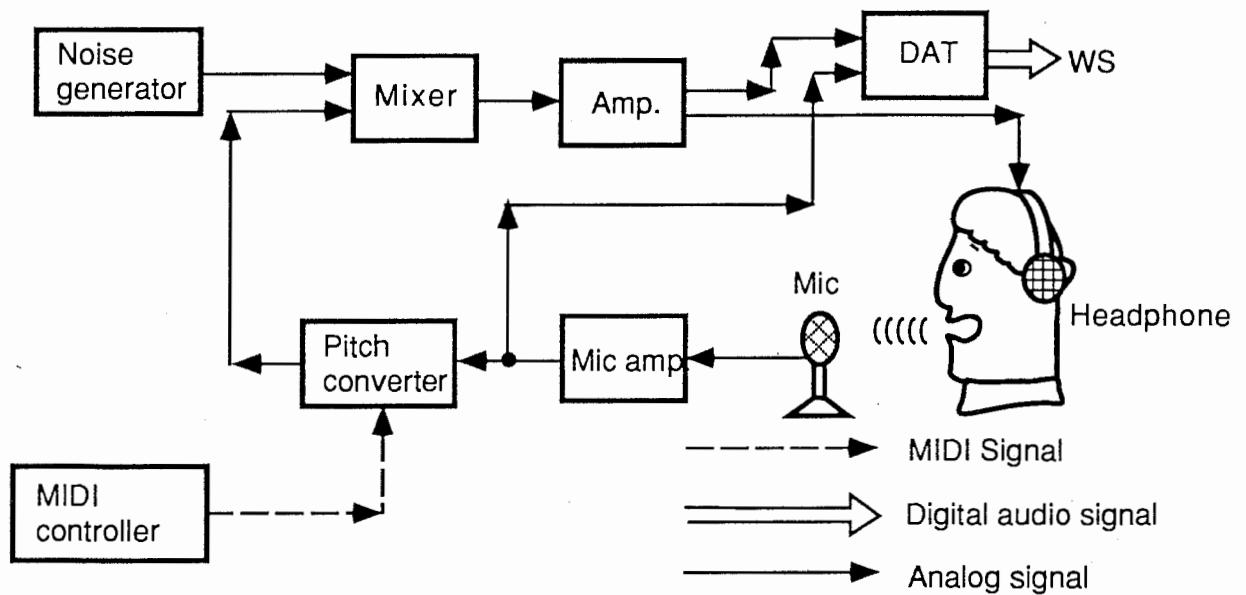 Noise
generator
Mixer
Amp.
DAT
WS
Mic
Headphone
Pitch
converter
Mic amp
MIDI
controller
MIDI Signal
Digital audio signal
Analog signal